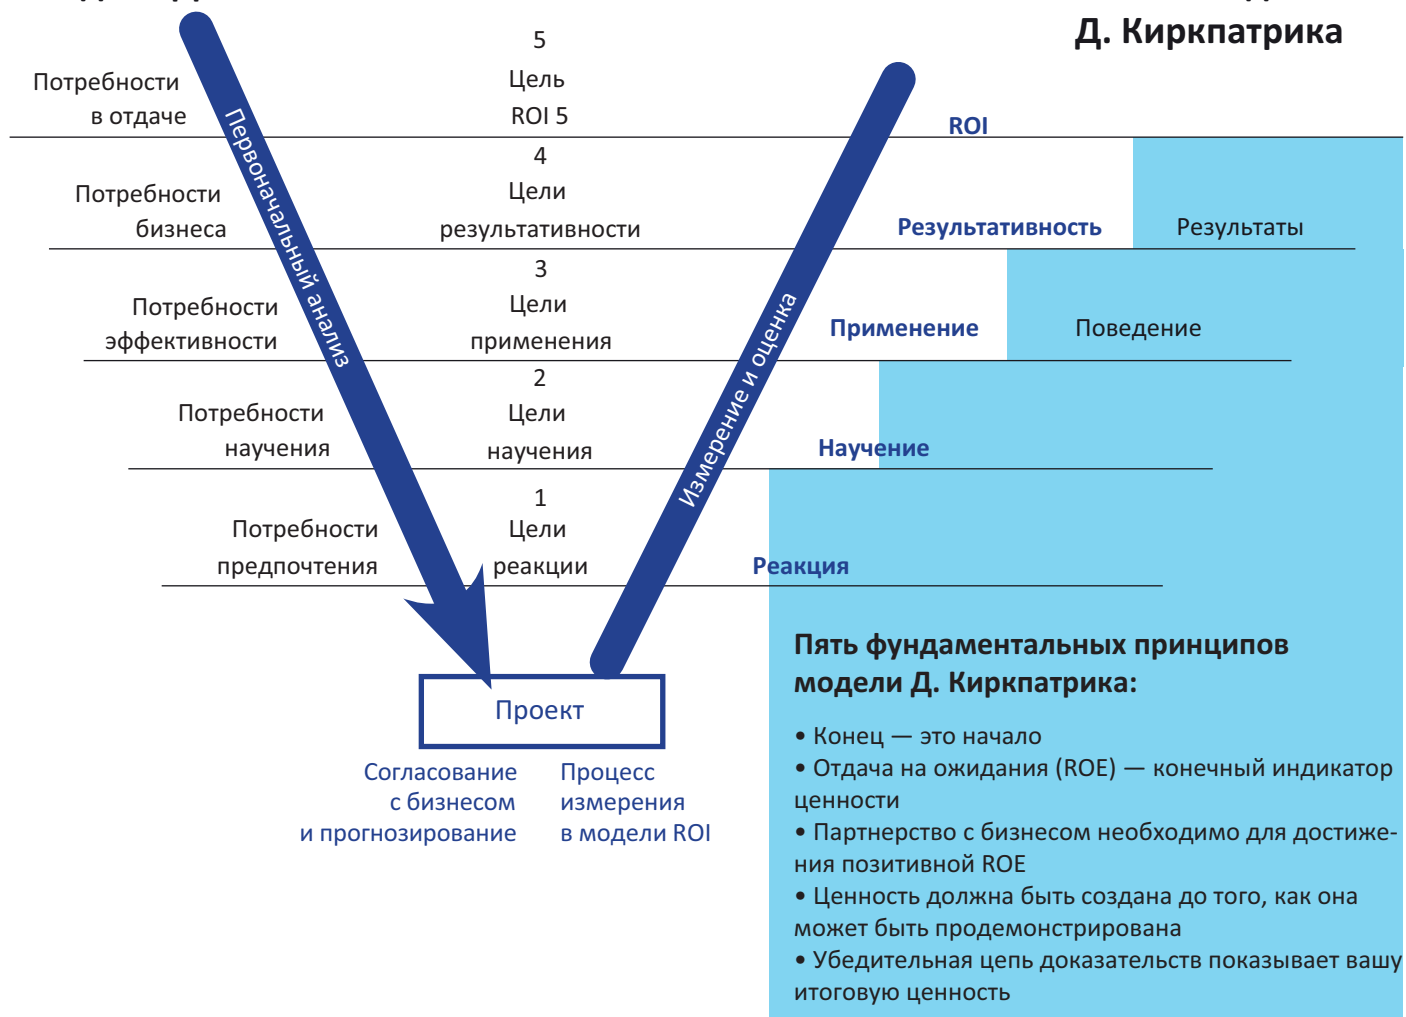 Д. Киркпатрика
5
Потребности
в отдаче
Цель
ROI 5
ROI
Первоначальный анализ
Измерение и оценка
4
Потребности
бизнеса
Цели
результативности
Результативность
Результаты
3
Потребности
эффективности
Цели
применения
Применение
Поведение
2
Потребности
научения
Цели
научения
Научение
1
Потребности
предпочтения
Цели
реакции
Реакция
Проект
Согласование
с бизнесом
и прогнозирование
Процесс
измерения
в модели ROI
Пять фундаментальных принципов
модели Д. Киркпатрика:
• Конец — это начало
• Отдача на ожидания (ROE) — конечный индикатор
ценности
• Партнерство с бизнесом необходимо для достиже-
ния позитивной ROE
• Ценность должна быть создана до того, как она
может быть продемонстрирована
• Убедительная цепь доказательств показывает вашу
итоговую ценность